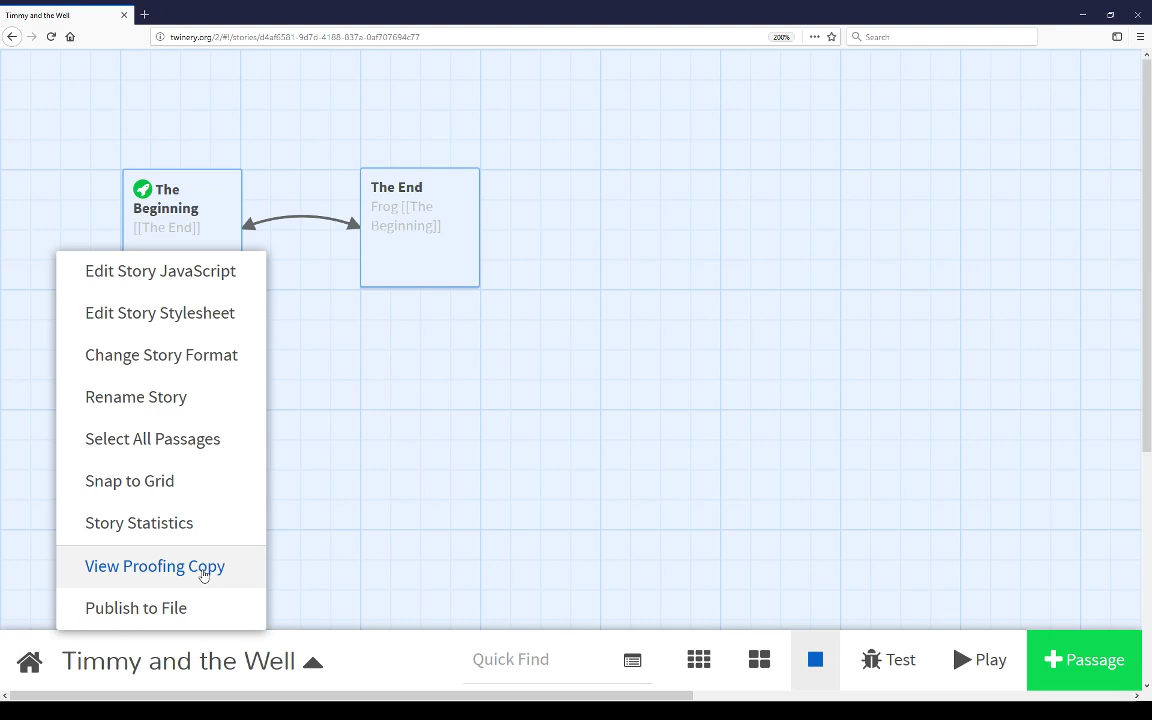 Timmy and the Well
twinery.org/2/#!/stories/d4af6581-9d7d-4188-837a-0af707694c77
200%
Search
The
Beginning
[[The End]]
The End
Frog [[The
Beginning]]
Edit Story JavaScript
Edit Story Stylesheet
Change Story Format
Rename Story
Select All Passages
Snap to Grid
Story Statistics
View Proofing Copy
Publish to File
Timmy and the Well
Quick Find
Test
Play
Passage